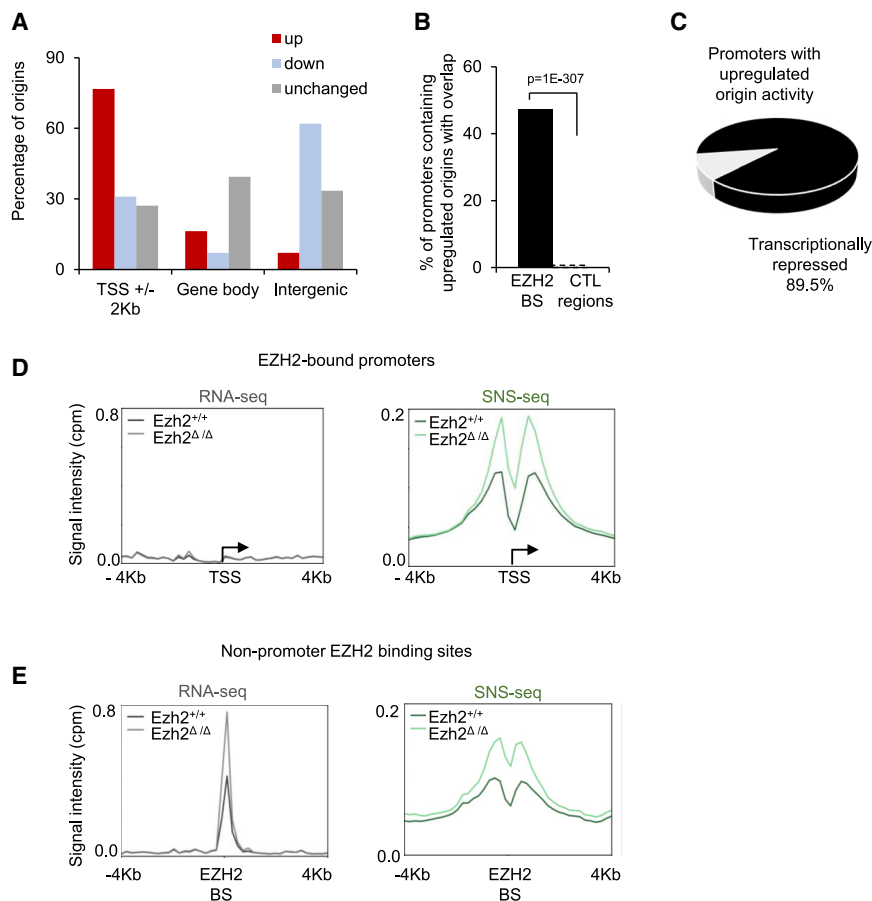 A
Percentage of origins
90
60
30
0
up
down
unchanged
TSS +/-
2Kb
Gene body
Intergenic
B
% of promoters containing
upregulated origins with overlap
60
40
20
0
p=1E-307
EZH2
BS
CTL
regions
C
Promoters with
upregulated
origin activity
Transcriptionally
repressed
89.5%
D
EZH2-bound promoters
RNA-seq
Signal intensity (cpm)
0.8
0.0
Ezh2+/+
Ezh2Δ /Δ
- 4Kb
TSS
4Kb
SNS-seq
0.2
0.0
Ezh2+/+
Ezh2Δ /Δ
- 4Kb
TSS
4Kb
Non-promoter EZH2 binding sites
E
RNA-seq
Signal intensity (cpm)
0.8
0.0
Ezh2+/+
Ezh2Δ /Δ
-4Kb
EZH2
BS
4Kb
SNS-seq
0.2
0.0
Ezh2+/+
Ezh2Δ /Δ
-4Kb
EZH2
BS
4Kb